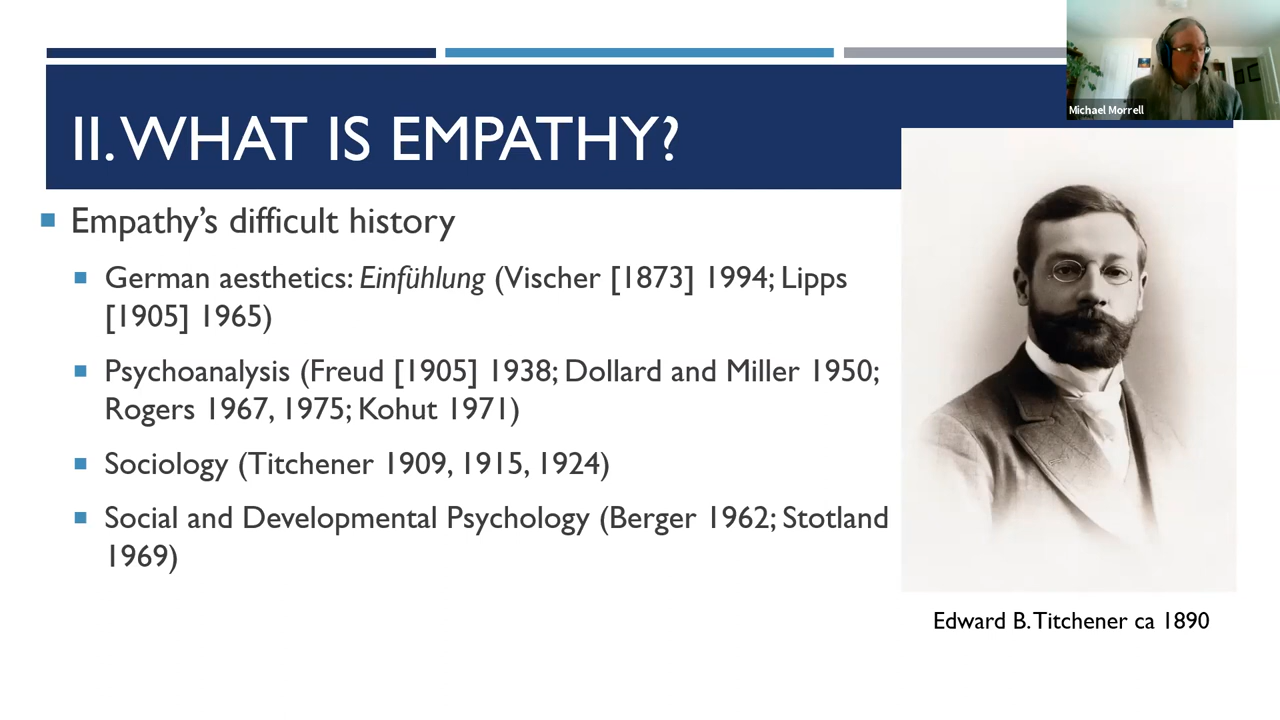 Michael Morrell
II. WHAT IS EMPATHY?
Empathy’s difficult history
German aesthetics: Einfühlung (Vischer [1873] 1994; Lipps
[1905] 1965)
Psychoanalysis (Freud [1905] 1938; Dollard and Miller 1950;
Rogers 1967, 1975; Kohut 1971)
Sociology (Titchener 1909, 1915, 1924)
Social and Developmental Psychology (Berger 1962; Stotland
1969)
Edward B. Titchener ca 1890